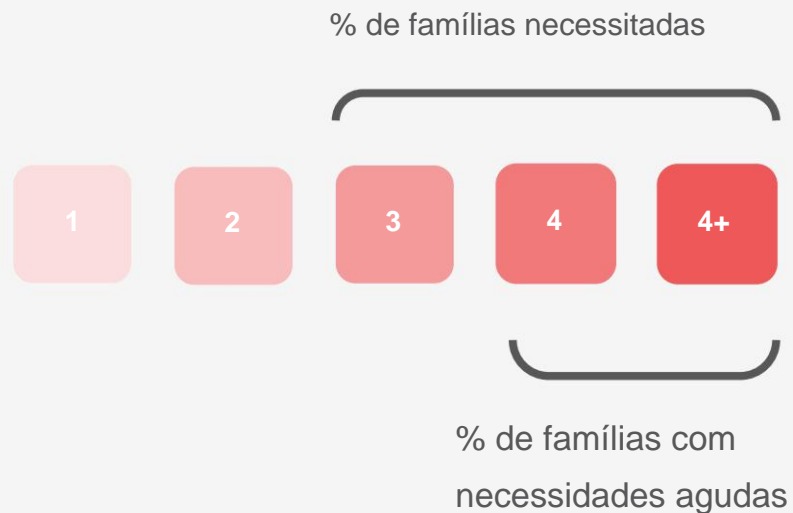 % de famílias necessitadas
1 2 3 4 4+
% de famílias com
necessidades agudas